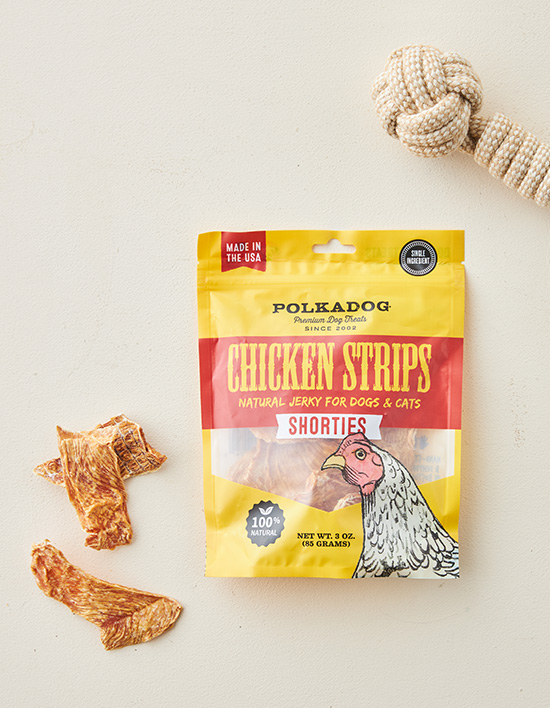 MADE IN
THE USA
SINGLE
INGREDIENT
POLKADOG
Premium Dog Treats
SINCE 2002
CHICKEN STRIPS
NATURAL JERKY FOR DOGS & CATS
SHORTIES
100%
NATURAL
NET WT. 3 OZ.
(85 GRAMS)